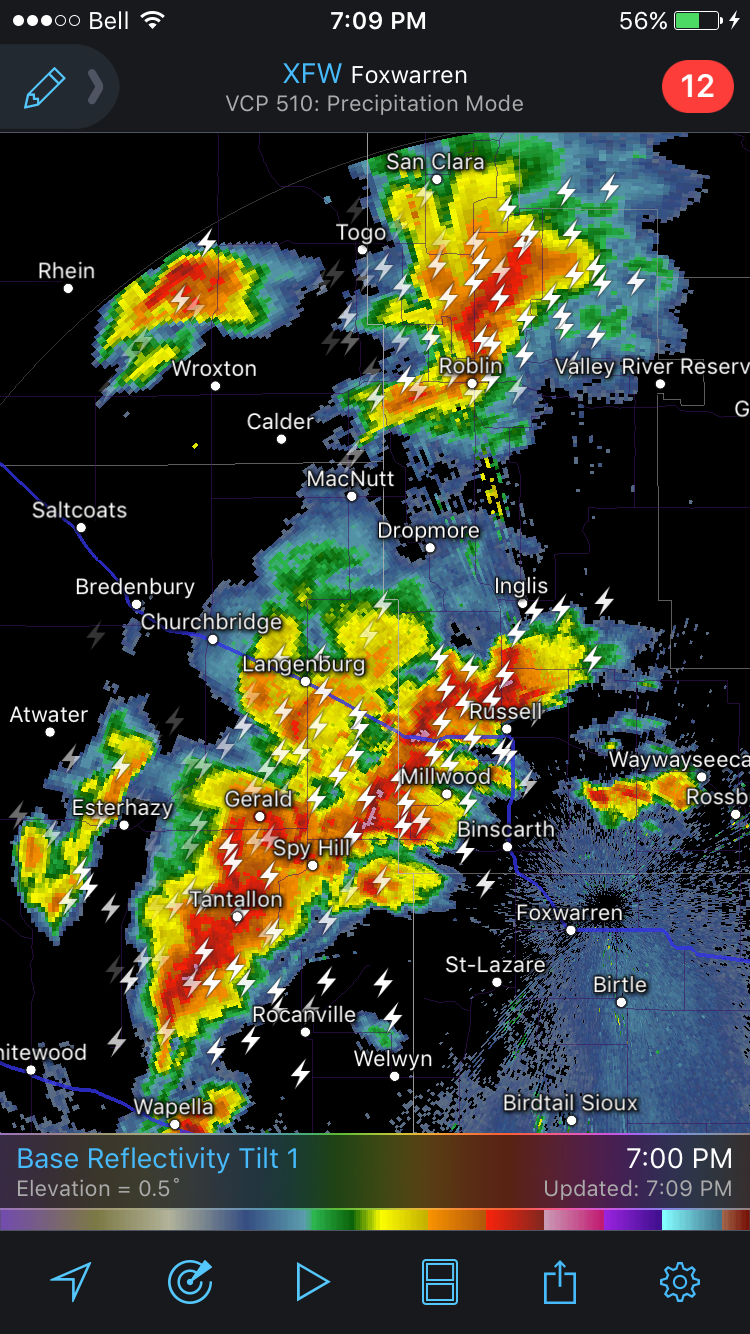 Bell 7:09 PM 56%
XFW Foxwarren
VCP 510: Precipitation Mode
12
San Clara
Togo
Rhein
Wroxton
Roblin
Valley River Reserv
Calder
G
MacNutt
Saltcoats
Dropmore
Bredenbury
Inglis
Churchbridge
Langenburg
Atwater
Russell
Waywayseeca
Millwood
Rossb
Gerald
Esterhazy
Binscarth
Spy Hill
Tantallon
Foxwarren
St-Lazare
Birtle
Rocanville
hitewood
Welwyn
Wapella
Birdtail Sioux
Base Reflectivity Tilt 1 7:00 PM
Elevation = 0.5° Updated: 7:09 PM